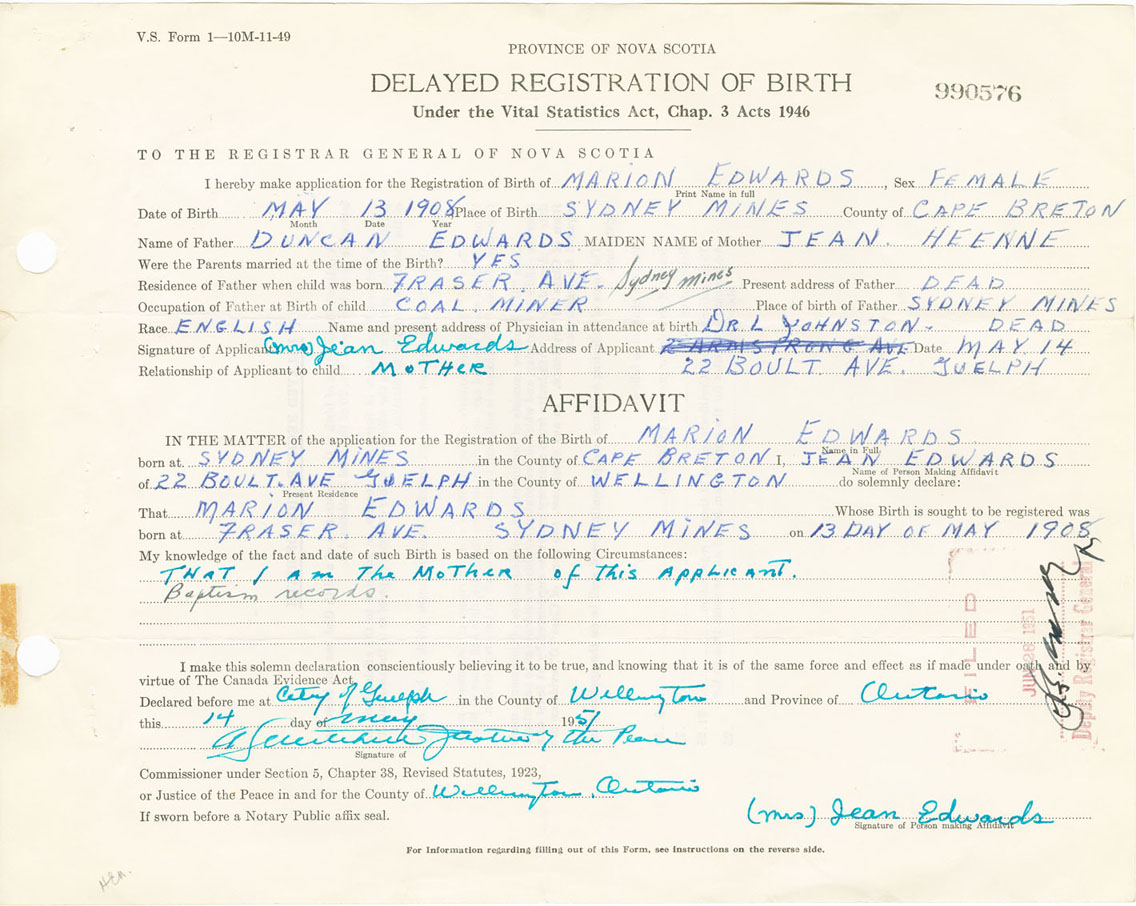 V.S. Form 1—10M-11-49
PROVINCE OF NOVA SCOTIA
DELAYED REGISTRATION OF BIRTH
990576
Under the Vital Statistics Act, Chap. 3 Acts 1946
TO THE REGISTRAR GENERAL OF NOVA SCOTIA
I hereby make application for the Registration of Birth of MARION EDWARDS, Sex FEMALE
Print Name in full
Date of Birth MAY 13 1908 Place of Birth SYDNEY MINES County of CAPE BRETON
Month Date Year
Name of Father DUNCAN EDWARDS MAIDEN NAME of Mother JEAN. HEENNE
Were the Parents married at the time of the Birth? YES
Residence of Father when child was born FRASER. AVE. Sydney mines Present address of Father DEAD
Occupation of Father at Birth of child COAL. MINER Place of birth of Father SYDNEY MINES
Race ENGLISH Name and present address of Physician in attendance at birth DR. L JOHNSTON - DEAD
Signature of Applicant (mrs) Jean Edwards Address of Applicant 2 ARMSTRONG AVE Date MAY 14
Relationship of Applicant to child MOTHER 22 BOULT AVE. GUELPH
AFFIDAVIT
IN THE MATTER of the application for the Registration of the Birth of MARION EDWARDS
Name in Full
born at SYDNEY MINES in the County of CAPE BRETON I, JEAN EDWARDS
Name of Person Making Affidavit
of 22 BOULT. AVE GUELPH in the County of WELLINGTON do solemnly declare:
Present Residence
That MARION EDWARDS Whose Birth is sought to be registered was
born at FRASER. AVE. SYDNEY MINES on 13 DAY OF MAY 1908
My knowledge of the fact and date of such Birth is based on the following Circumstances:
THAT I AM THE MOTHER of this APPLICANT.
Baptism records.
FILED
JUN 28 1951
Deputy Registrar General
I make this solemn declaration conscientiously believing it to be true, and knowing that it is of the same force and effect as if made under oath and by
virtue of The Canada Evidence Act
Declared before me at City of Guelph in the County of Wellington and Province of Ontario
this 14 day of May 1951
Justice of the Peace
Signature of
Commissioner under Section 5, Chapter 38, Revised Statutes, 1923,
or Justice of the Peace in and for the County of Wellington, Ontario
If sworn before a Notary Public affix seal.
(mrs) Jean Edwards
Signature of Person making Affidavit
For Information regarding filling out of this Form, see instructions on the reverse side.